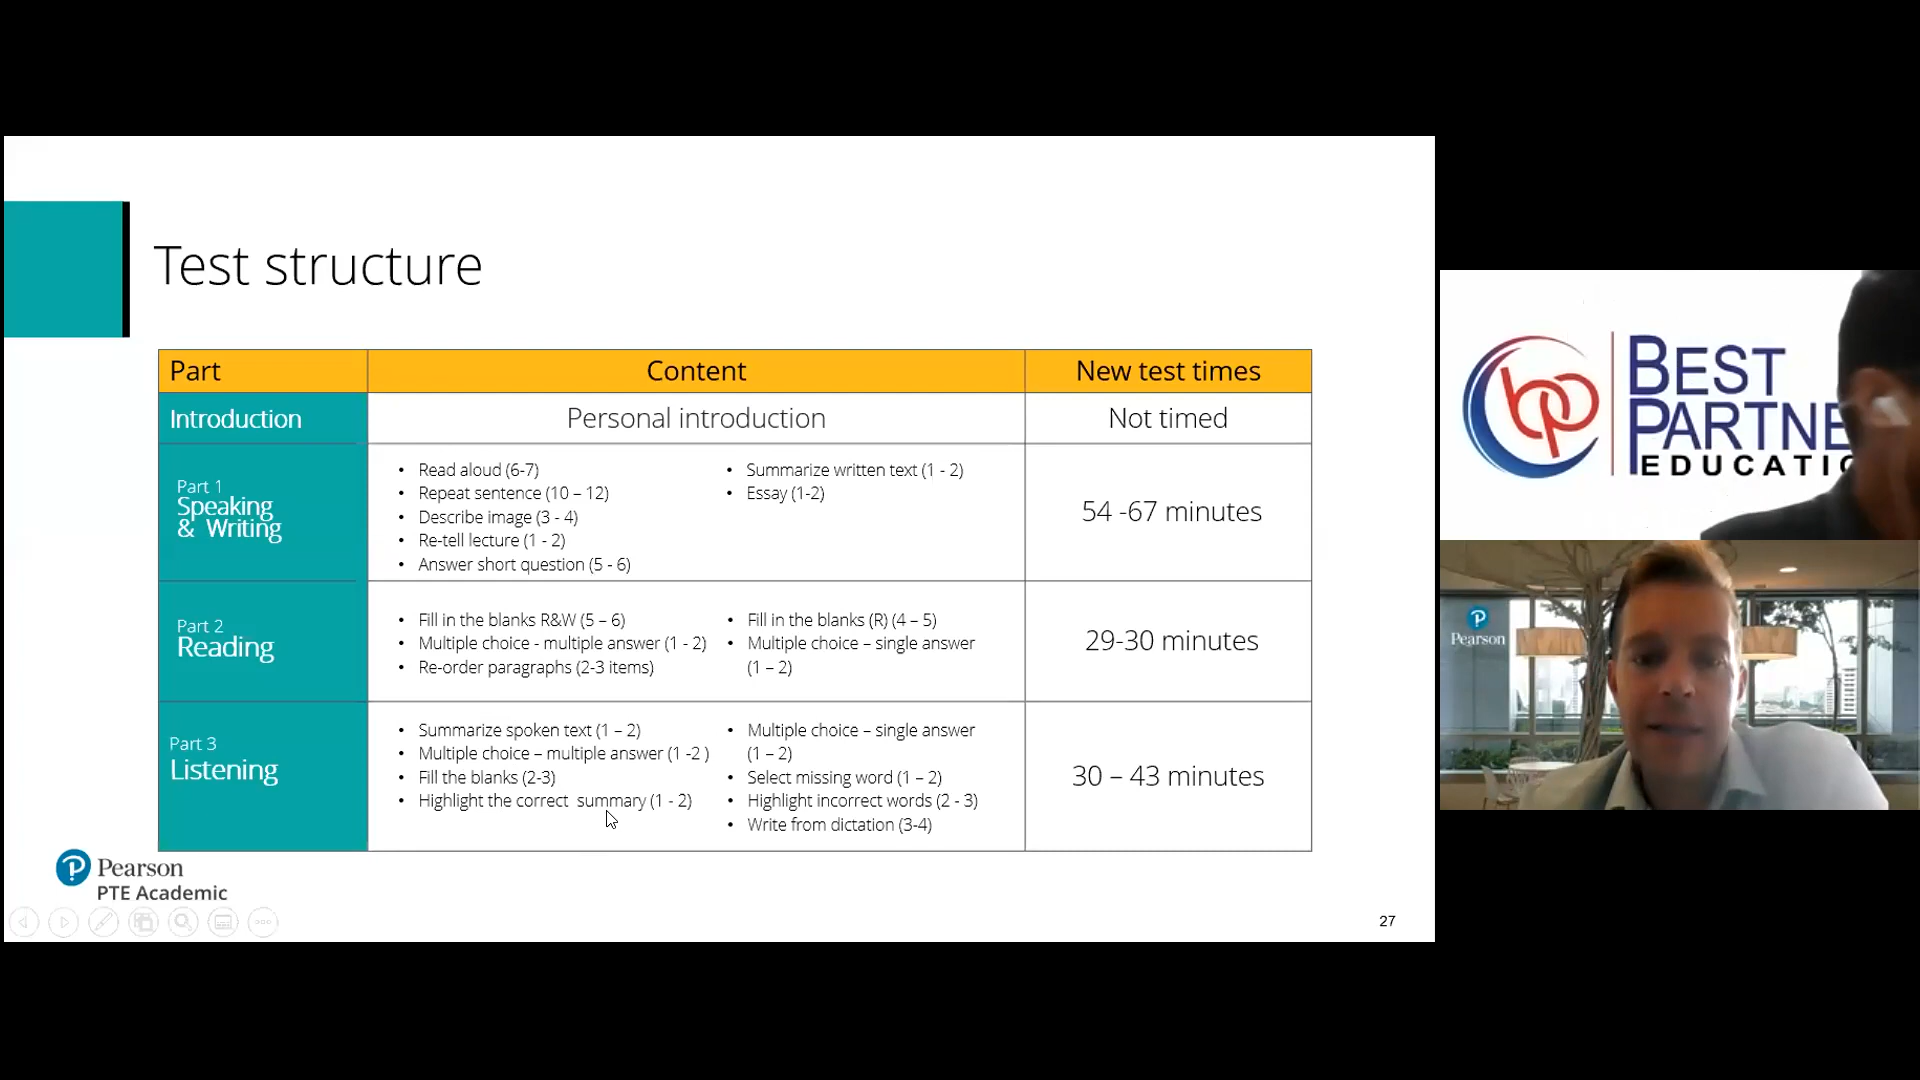 Test structure
Part Content New test times
Introduction Personal introduction Not timed
Part 1
Speaking
& Writing
• Read aloud (6-7)
• Repeat sentence (10 – 12)
• Describe image (3 - 4)
• Re-tell lecture (1 - 2)
• Answer short question (5 - 6)
• Summarize written text (1 - 2)
• Essay (1-2)
54 -67 minutes
Part 2
Reading
• Fill in the blanks R&W (5 – 6)
• Multiple choice - multiple answer (1 - 2)
• Re-order paragraphs (2-3 items)
• Fill in the blanks (R) (4 – 5)
• Multiple choice – single answer
(1 – 2)
29-30 minutes
Part 3
Listening
• Summarize spoken text (1 – 2)
• Multiple choice – multiple answer (1 -2 )
• Fill the blanks (2-3)
• Highlight the correct  summary (1 - 2)
• Multiple choice – single answer
(1 – 2)
• Select missing word (1 – 2)
• Highlight incorrect words (2 - 3)
• Write from dictation (3-4)
30 – 43 minutes
Pearson
PTE Academic
27
bp
BEST
PARTNE
EDUCATIO
Pearson